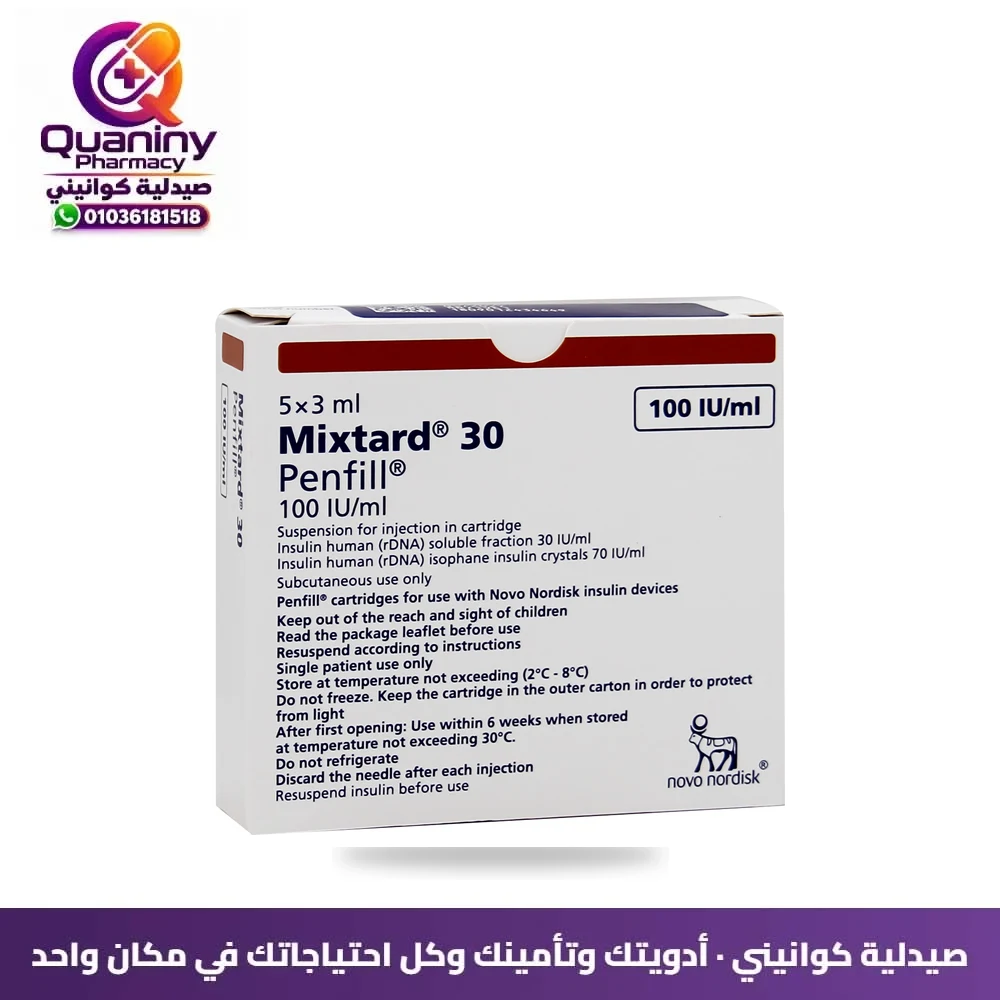 Quaniny
Pharmacy
صيدلية كوانيني
01036181518
5×3 ml
Mixtard® 30
Penfill®
100 IU/ml
100 IU/ml
Suspension for injection in cartridge
Insulin human (rDNA) soluble fraction 30 IU/ml
Insulin human (rDNA) isophane insulin crystals 70 IU/ml
Subcutaneous use only
Penfill® cartridges for use with Novo Nordisk insulin devices
Keep out of the reach and sight of children
Read the package leaflet before use
Resuspend according to instructions
Single patient use only
Store at temperature not exceeding (2°C - 8°C)
Do not freeze. Keep the cartridge in the outer carton in order to protect
from light
After first opening: Use within 6 weeks when stored
at temperature not exceeding 30°C.
Do not refrigerate
Discard the needle after each injection
Resuspend insulin before use
novo nordisk®
Mixtard® 30
Penfill®
100 IU/ml
صيدلية كوانيني · أدويتك وتأمينك وكل احتياجاتك في مكان واحد